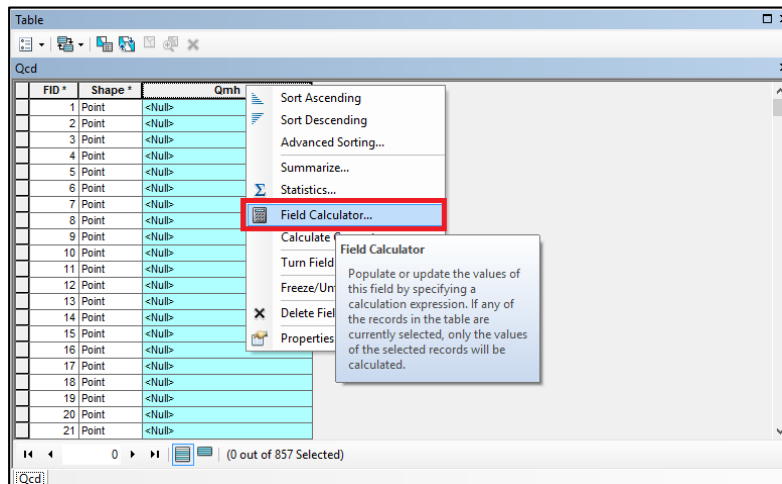 Table
Qcd
FID * Shape * Qmh
1 Point <Null>
2 Point <Null>
3 Point <Null>
4 Point <Null>
5 Point <Null>
6 Point <Null>
7 Point <Null>
8 Point <Null>
9 Point <Null>
10 Point <Null>
11 Point <Null>
12 Point <Null>
13 Point <Null>
14 Point <Null>
15 Point <Null>
16 Point <Null>
17 Point <Null>
18 Point <Null>
19 Point <Null>
20 Point <Null>
21 Point <Null>
Sort Ascending
Sort Descending
Advanced Sorting...
Summarize...
Σ Statistics...
Field Calculator...
Calculate
Turn Field
Freeze/Un
Delete Fiel
Properties
Field Calculator
Populate or update the values of
this field by specifying a
calculation expression. If any of
the records in the table are
currently selected, only the values
of the selected records will be
calculated.
0 (0 out of 857 Selected)
Qcd